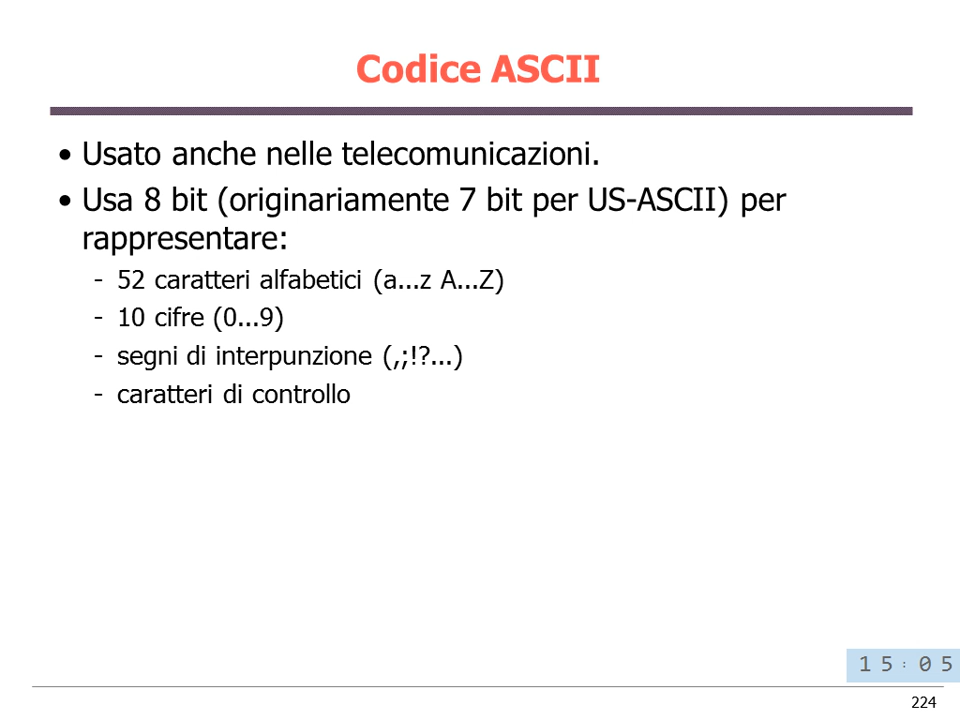 Codice ASCII
• Usato anche nelle telecomunicazioni.
• Usa 8 bit (originariamente 7 bit per US-ASCII) per
rappresentare:
- 52 caratteri alfabetici (a...z A...Z)
- 10 cifre (0...9)
- segni di interpunzione (,;!?...)
- caratteri di controllo
15:05
224